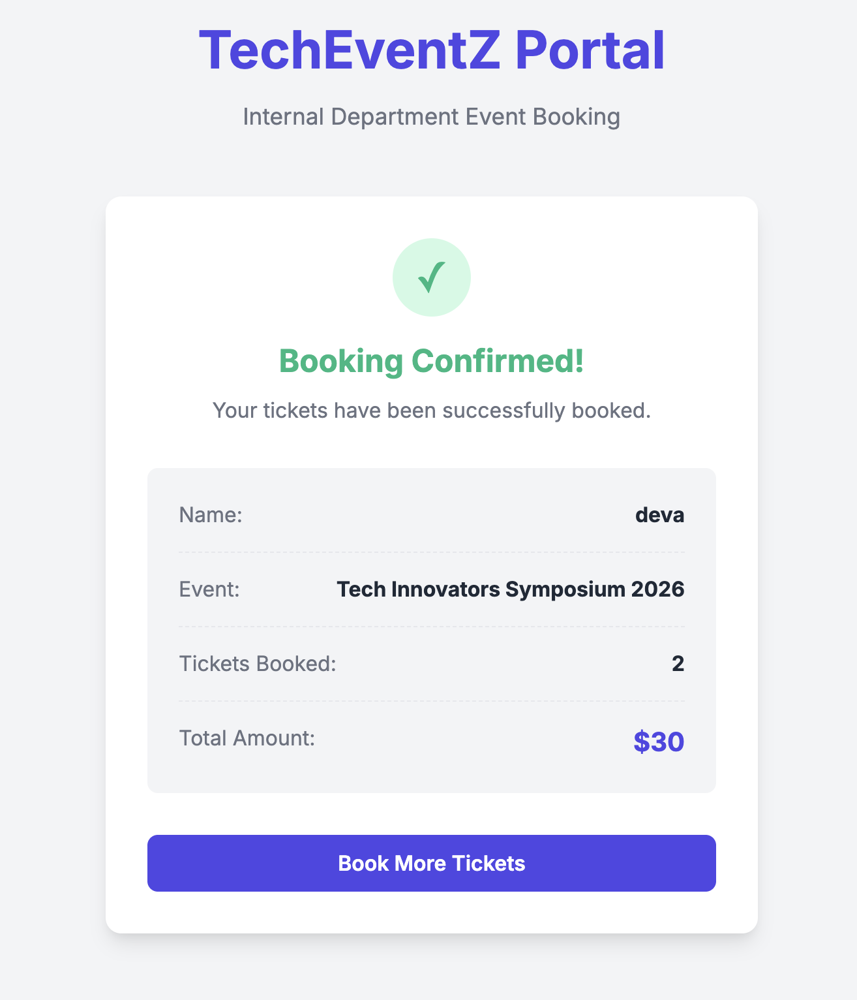 TechEventZ Portal
Internal Department Event Booking
✓
Booking Confirmed!
Your tickets have been successfully booked.
Name: deva
Event: Tech Innovators Symposium 2026
Tickets Booked: 2
Total Amount: $30
Book More Tickets